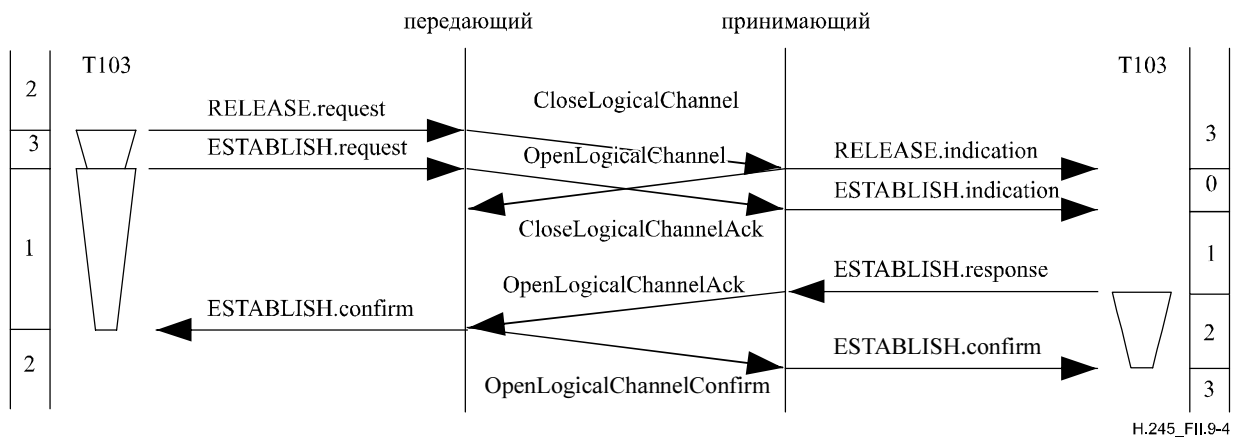 передающий
принимающий
T103
T103
2
RELEASE.request
CloseLogicalChannel
3
3
ESTABLISH.request
OpenLogicalChannel
RELEASE.indication
0
ESTABLISH.indication
CloseLogicalChannelAck
1
1
ESTABLISH.response
OpenLogicalChannelAck
ESTABLISH.confirm
2
ESTABLISH.confirm
2
OpenLogicalChannelConfirm
3
H.245_FII.9-4